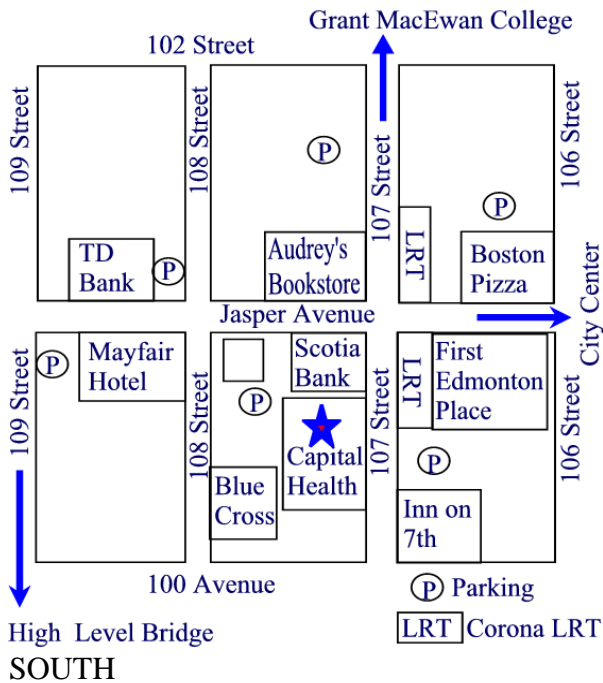 Grant MacEwan College
102 Street
109 Street
108 Street
107 Street
106 Street
P
P
P
TD
Bank
Audrey's
Bookstore
LRT
Boston
Pizza
Jasper Avenue
City Center
109 Street
108 Street
107 Street
106 Street
P
Mayfair
Hotel
Scotia
Bank
P
Capital
Health
Blue
Cross
LRT
First
Edmonton
Place
P
Inn on
7th
100 Avenue
P Parking
LRT Corona LRT
High Level Bridge
SOUTH